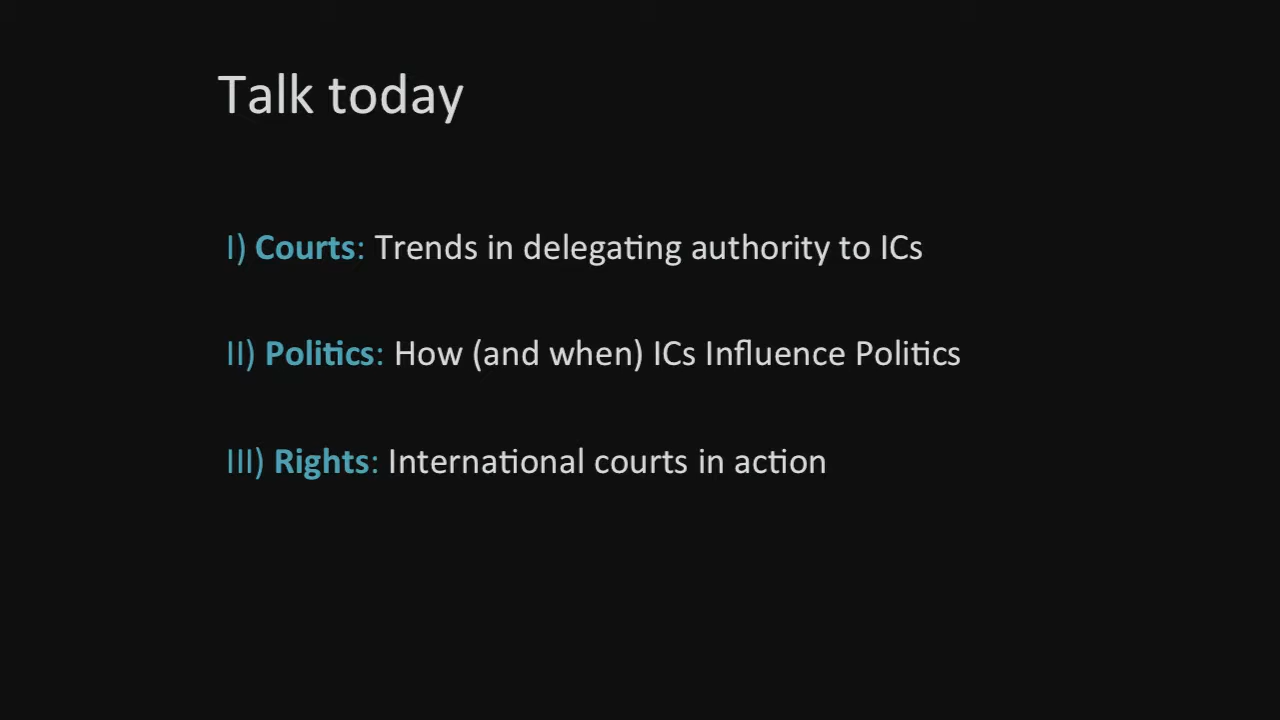 Talk today
I) Courts: Trends in delegating authority to ICs
II) Politics: How (and when) ICs Influence Politics
III) Rights: International courts in action